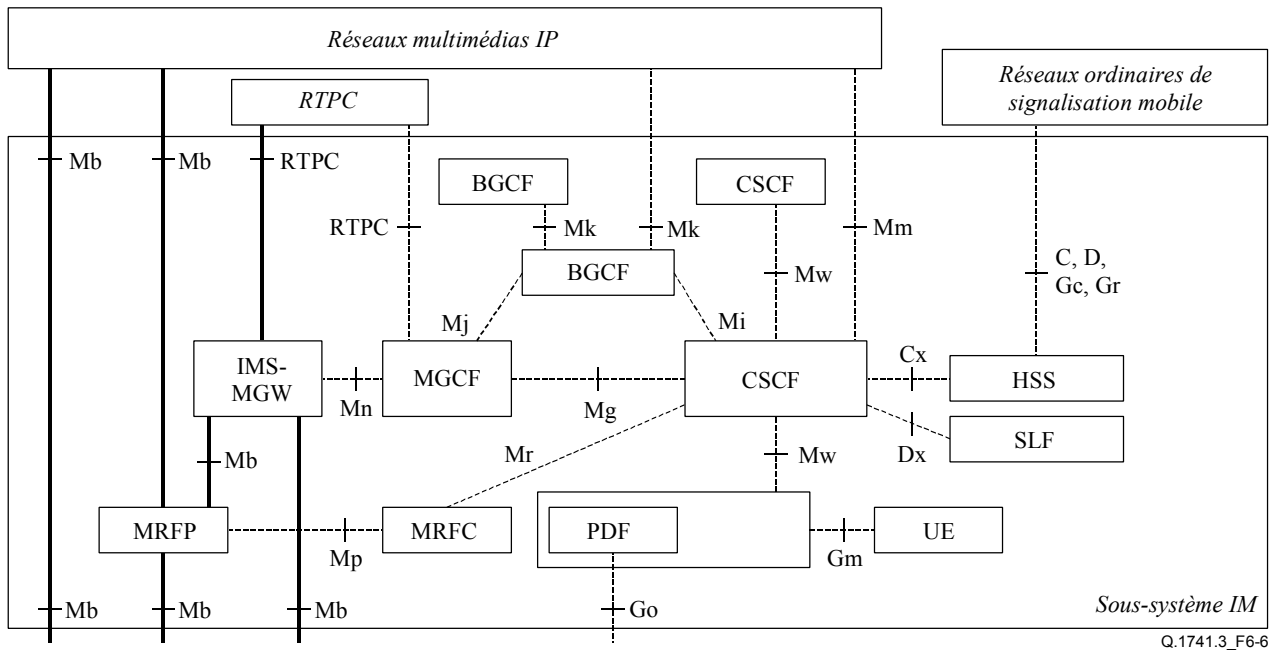 Réseaux multimédias IP
RTPC
Réseaux ordinaires de
signalisation mobile
Mb
Mb
RTPC
BGCF
CSCF
RTPC
Mk
Mk
Mm
BGCF
Mw
C, D,
Gc, Gr
Mj
Mi
IMS-
MGW
Mn
MGCF
Mg
CSCF
Cx
HSS
Dx
SLF
Mb
Mr
Mw
MRFP
Mp
MRFC
PDF
Gm
UE
Mb
Mb
Mb
Go
Sous-système IM
Q.1741.3_F6-6